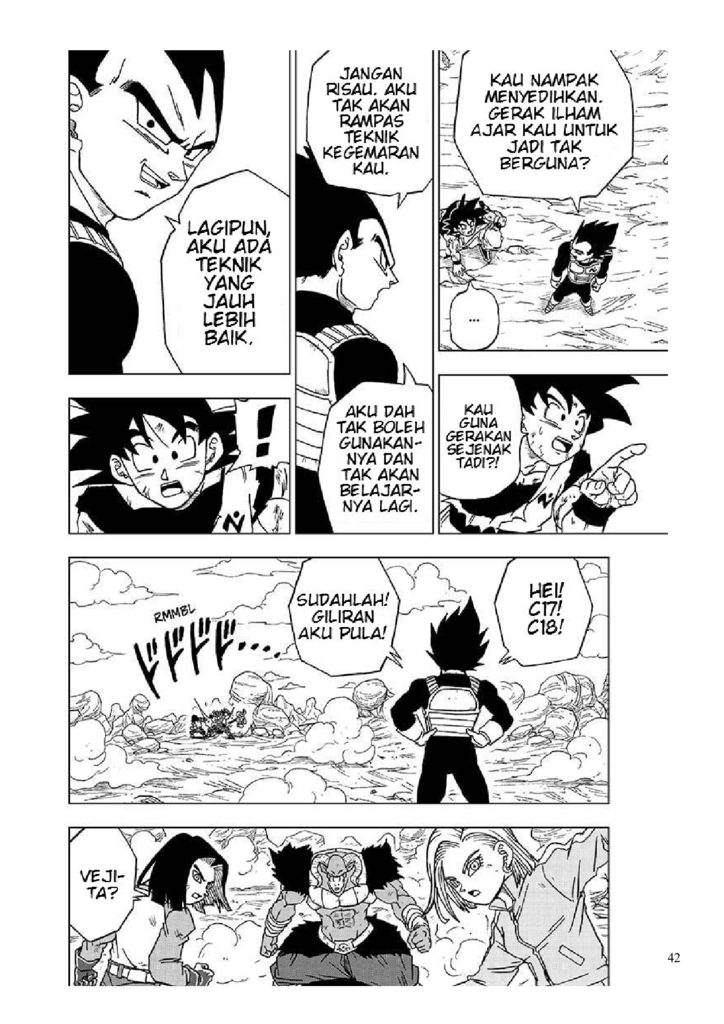 KAU NAMPAK
MENYEDIHKAN.
GERAK ILHAM
AJAR KAU UNTUK
JADI TAK
BERGUNA?
...
JANGAN
RISAU. AKU
TAK AKAN
RAMPAS
TEKNIK
KEGEMARAN
KAU.
LAGIPUN,
AKU ADA
TEKNIK
YANG
JAUH
LEBIH
BAIK.
KAU
GUNA
GERAKAN
SEJENAK
TADI?!
AKU DAH
TAK BOLEH
GUNAKAN-
NYA DAN
TAK AKAN
BELAJAR-
NYA LAGI.
!
HEI!
C17!
C18!
SUDAHLAH!
GILIRAN
AKU PULA!
RMMBL
ドドドド....
VEJI-
TA?
42